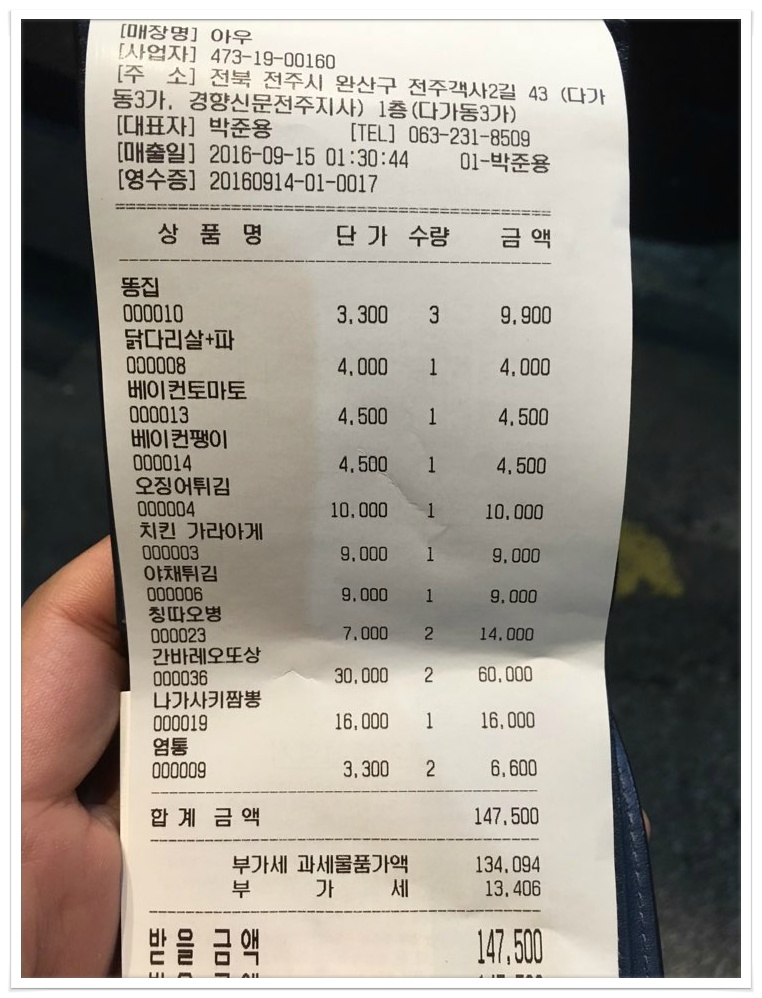 [매장명] 아우
[사업자] 473-19-00160
[주 소] 전북 전주시 완산구 전주객사2길 43 (다가
동3가, 경향신문전주지사) 1층(다가동3가)
[대표자] 박준용 [TEL] 063-231-8509
[매출일] 2016-09-15 01:30:44 01-박준용
[영수증] 20160914-01-0017
상 품 명 단 가 수량 금 액
똥집
000010 3,300 3 9,900
닭다리살+파
000008 4,000 1 4,000
베이컨토마토
000013 4,500 1 4,500
베이컨팽이
000014 4,500 1 4,500
오징어튀김
000004 10,000 1 10,000
치킨 가라아게
000003 9,000 1 9,000
야채튀김
000006 9,000 1 9,000
칭따오병
000023 7,000 2 14,000
간바레오또상
000036 30,000 2 60,000
나가사키짬뽕
000019 16,000 1 16,000
염통
000009 3,300 2 6,600
합 계 금 액 147,500
부가세 과세물품가액 134,094
부 가 세 13,406
받 을 금 액 147,500